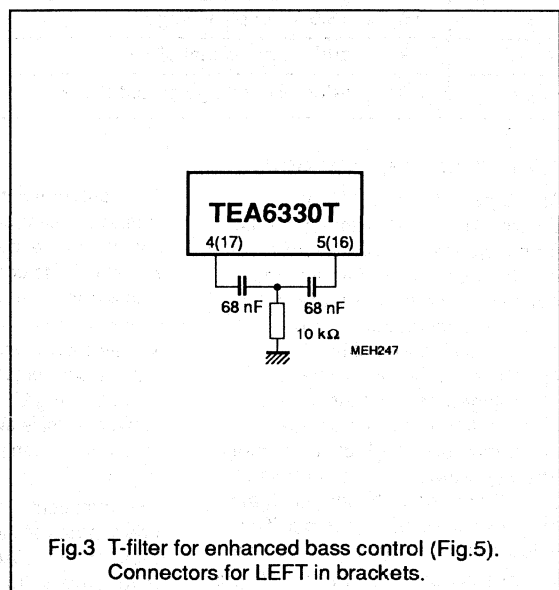 TEA6330T
4(17) 5(16)
68 nF 68 nF
10 kΩ
MEH247
Fig.3 T-filter for enhanced bass control (Fig.5).
Connectors for LEFT in brackets.